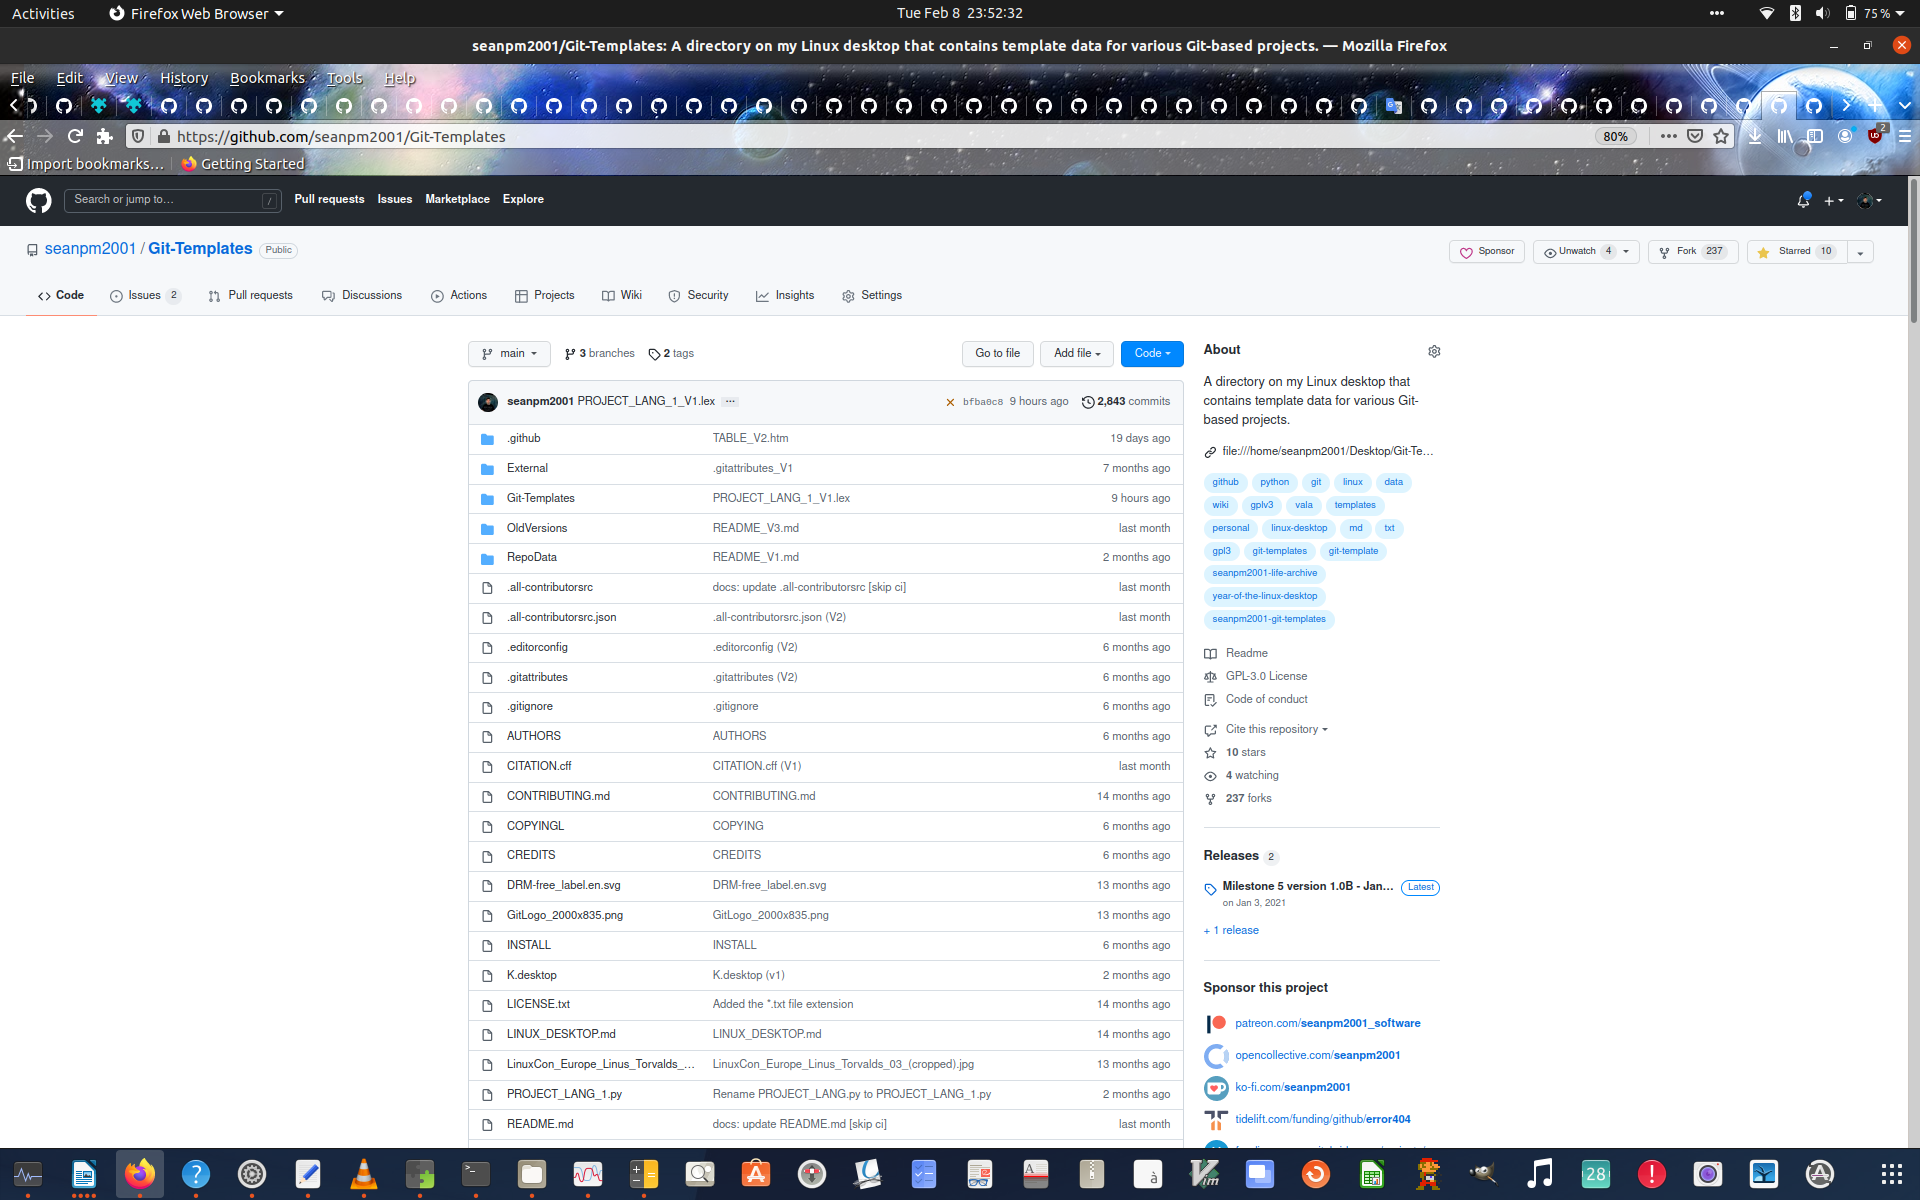 Activities Firefox Web Browser Tue Feb 8 23:52:32 75 %
seanpm2001/Git-Templates: A directory on my Linux desktop that contains template data for various Git-based projects. — Mozilla Firefox
File Edit View History Bookmarks Tools Help
https://github.com/seanpm2001/Git-Templates 80% 2
Import bookmarks... Getting Started
Search or jump to... / Pull requests Issues Marketplace Explore
seanpm2001 / Git-Templates Public Sponsor Unwatch 4 Fork 237 Starred 10
Code Issues 2 Pull requests Discussions Actions Projects Wiki Security Insights Settings
main 3 branches 2 tags Go to file Add file Code
seanpm2001 PROJECT_LANG_1_V1.lex ... bfba0c8 9 hours ago 2,843 commits
.github TABLE_V2.htm 19 days ago
External .gitattributes_V1 7 months ago
Git-Templates PROJECT_LANG_1_V1.lex 9 hours ago
OldVersions README_V3.md last month
RepoData README_V1.md 2 months ago
.all-contributorsrc docs: update .all-contributorsrc [skip ci] last month
.all-contributorsrc.json .all-contributorsrc.json (V2) last month
.editorconfig .editorconfig (V2) 6 months ago
.gitattributes .gitattributes (V2) 6 months ago
.gitignore .gitignore 6 months ago
AUTHORS AUTHORS 6 months ago
CITATION.cff CITATION.cff (V1) last month
CONTRIBUTING.md CONTRIBUTING.md 14 months ago
COPYINGL COPYING 6 months ago
CREDITS CREDITS 6 months ago
DRM-free_label.en.svg DRM-free_label.en.svg 13 months ago
GitLogo_2000x835.png GitLogo_2000x835.png 13 months ago
INSTALL INSTALL 6 months ago
K.desktop K.desktop (v1) 2 months ago
LICENSE.txt Added the *.txt file extension 14 months ago
LINUX_DESKTOP.md LINUX_DESKTOP.md 14 months ago
LinuxCon_Europe_Linus_Torvalds_... LinuxCon_Europe_Linus_Torvalds_03_(cropped).jpg 13 months ago
PROJECT_LANG_1.py Rename PROJECT_LANG.py to PROJECT_LANG_1.py 2 months ago
README.md docs: update README.md [skip ci] last month
About
A directory on my Linux desktop that
contains template data for various Git-
based projects.
file:///home/seanpm2001/Desktop/Git-Te...
github python git linux data
wiki gplv3 vala templates
personal linux-desktop md txt
gpl3 git-templates git-template
seanpm2001-life-archive
year-of-the-linux-desktop
seanpm2001-git-templates
Readme
GPL-3.0 License
Code of conduct
Cite this repository
10 stars
4 watching
237 forks
Releases 2
Milestone 5 version 1.0B - Jan... Latest
on Jan 3, 2021
+ 1 release
Sponsor this project
patreon.com/seanpm2001_software
opencollective.com/seanpm2001
ko-fi.com/seanpm2001
tidelift.com/funding/github/error404
28